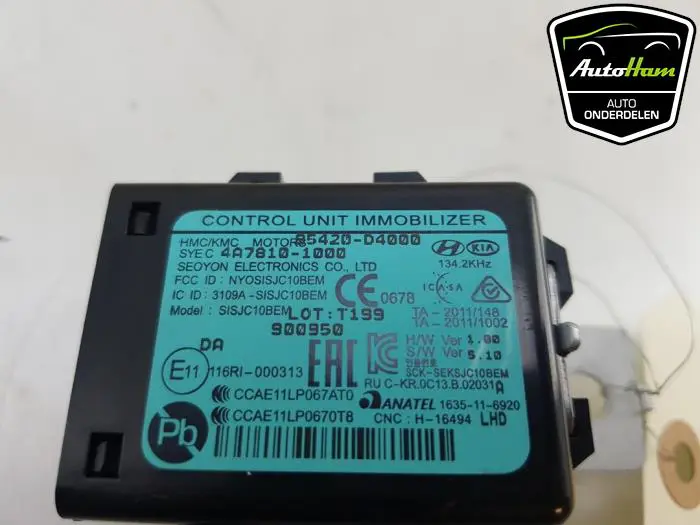 AutoHam
AUTO
ONDERDELEN
CONTROL UNIT IMMOBILIZER
HMC/KMC MOTORS 95420-D4000
SYEC 4A7810-1000
SEOYON ELECTRONICS CO., LTD
KIA
134.2KHz
FCC ID : NYOSISJC10BEM
IC ID : 3109A -SISJC10BEM
Model : SISJC10BEM LOT:T199
900950
CE 0678
ICASA
TA - 2011/148
TA - 2011/1002
H/W Ver 1.00
S/W Ver 5.10
DA
E11 116RI-000313
EAC
SCK-SEKSJC10BEM
RU C-KR.0C13.B.02031A
CCAE11LP067AT0
CCAE11LP0670T8
ANATEL 1635-11-6920
CNC : H-16494 LHD
Pb